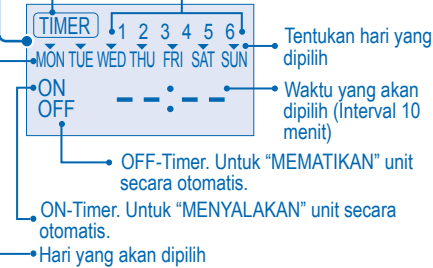 TIMER 1 2 3 4 5 6
MON TUE WED THU FRI SAT SUN
ON
OFF
--:--
Tentukan hari yang
dipilih
Waktu yang akan
dipilih (Interval 10
menit)
OFF-Timer. Untuk “MEMATIKAN” unit
secara otomatis.
ON-Timer. Untuk “MENYALAKAN” unit secara
otomatis.
Hari yang akan dipilih